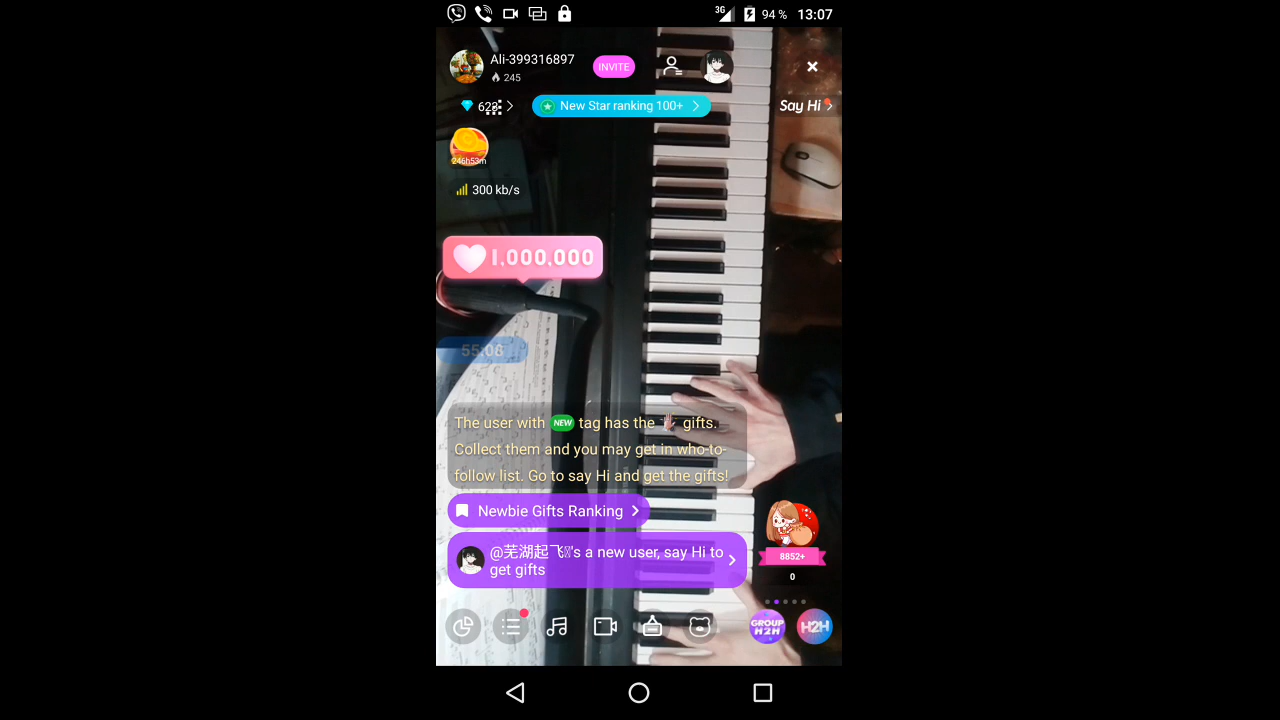 3G 94 % 13:07
Ali-399316897
245
INVITE
New Star ranking 100+
Say Hi
246h53m
300 kb/s
1,000,000
55:08
The user with NEW tag has the gifts.
Collect them and you may get in who-to-
follow list. Go to say Hi and get the gifts!
Newbie Gifts Ranking
@芜湖起飞's a new user, say Hi to
get gifts
8852+
0
GROUP
H2H
H2H